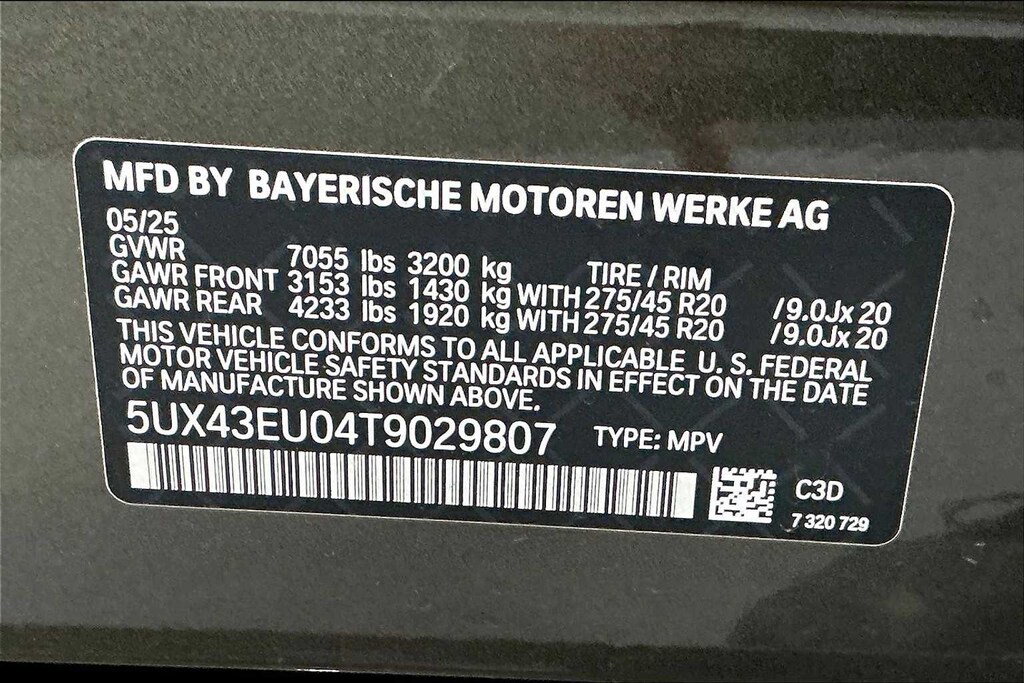 MFD BY BAYERISCHE MOTOREN WERKE AG
05/25
GVWR 7055 lbs 3200 kg TIRE / RIM
GAWR FRONT 3153 lbs 1430 kg WITH 275/45 R20 /9.0Jx 20
GAWR REAR 4233 lbs 1920 kg WITH 275/45 R20 /9.0Jx 20
THIS VEHICLE CONFORMS TO ALL APPLICABLE U. S. FEDERAL
MOTOR VEHICLE SAFETY STANDARDS IN EFFECT ON THE DATE
OF MANUFACTURE SHOWN ABOVE.
5UX43EU04T9029807 TYPE: MPV
C3D
7 320 729